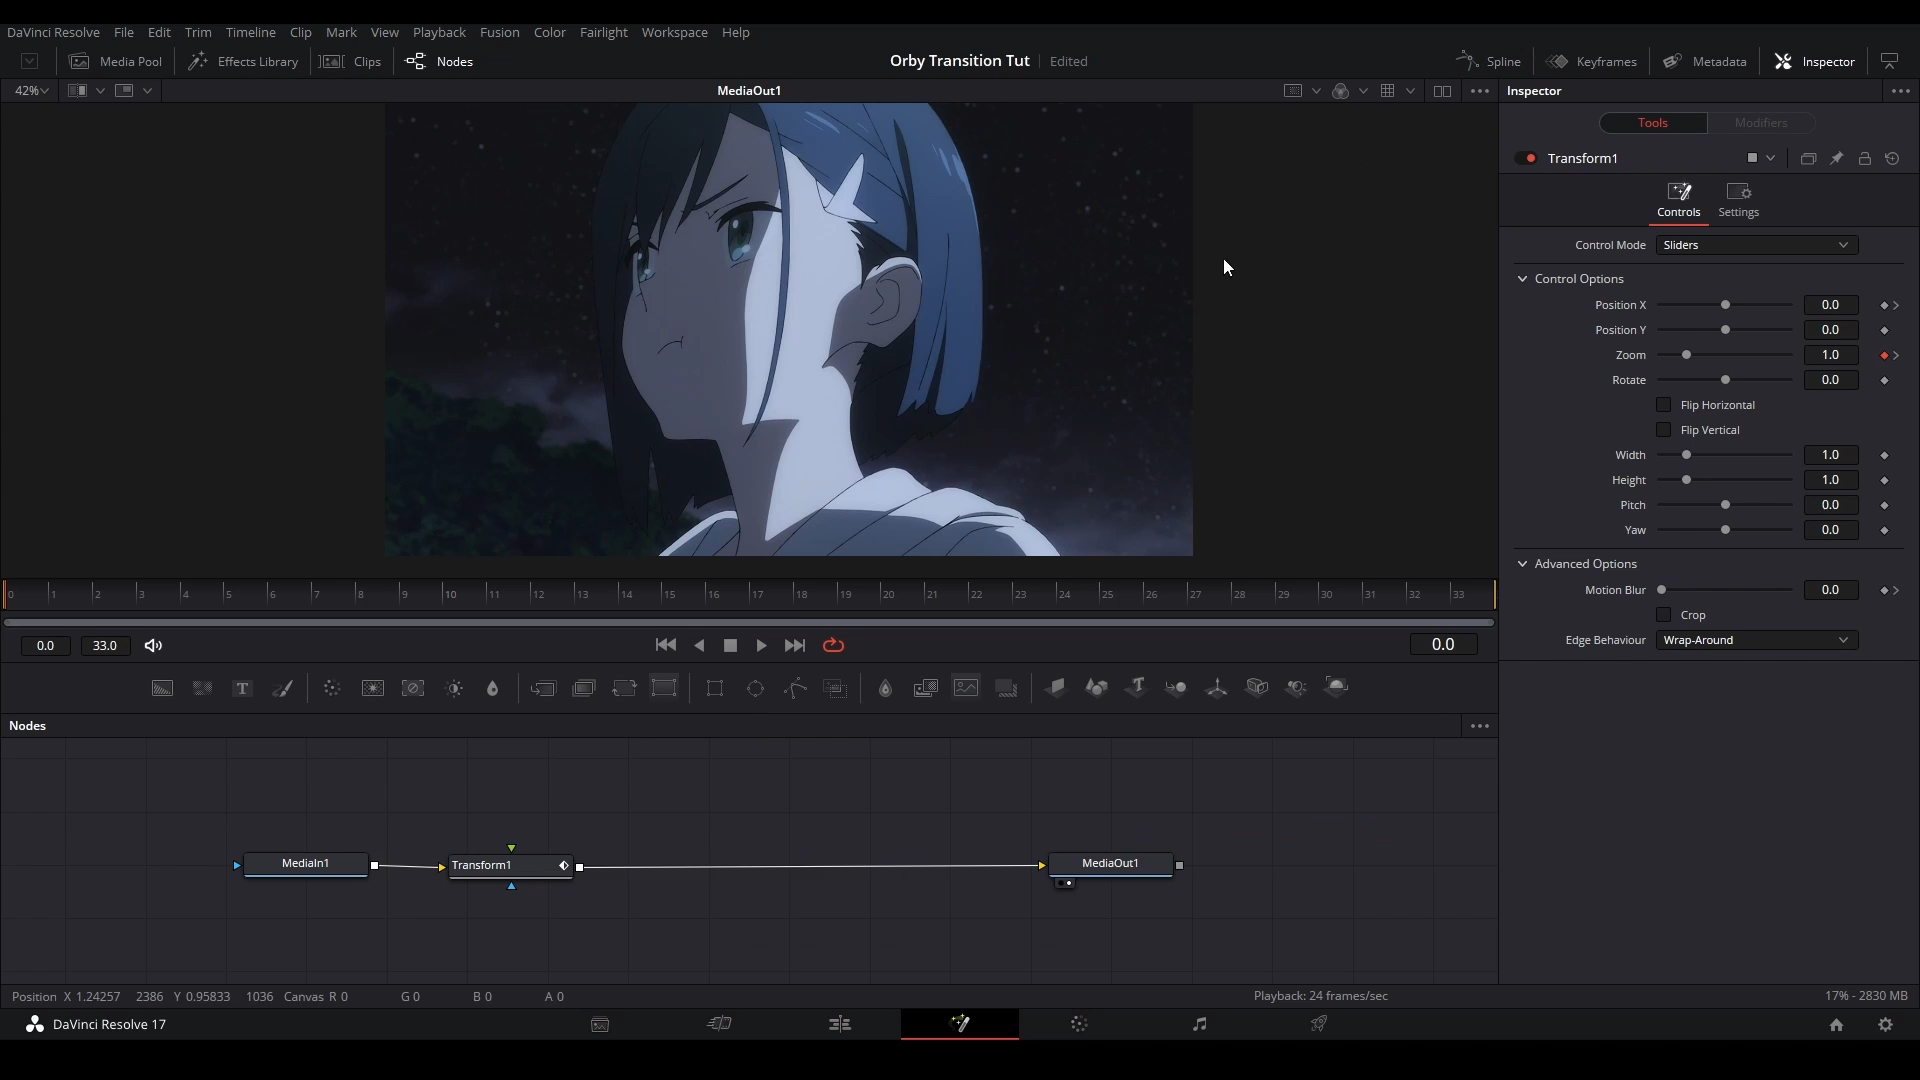 DaVinci Resolve File Edit Trim Timeline Clip Mark View Playback Fusion Color Fairlight Workspace Help
Media Pool Effects Library Clips Nodes Orby Transition Tut Edited Spline Keyframes Metadata Inspector
42% MediaOut1 Inspector
Tools Modifiers
Transform1
Controls Settings
Control Mode Sliders
Control Options
Position X 0.0
Position Y 0.0
Zoom 1.0
Rotate 0.0
Flip Horizontal
Flip Vertical
Width 1.0
Height 1.0
Pitch 0.0
Yaw 0.0
Advanced Options
Motion Blur 0.0
Crop
Edge Behaviour Wrap-Around
0 1 2 3 4 5 6 7 8 9 10 11 12 13 14 15 16 17 18 19 20 21 22 23 24 25 26 27 28 29 30 31 32 33
0.0 33.0 0.0
T
Nodes
MediaIn1 Transform1 MediaOut1
Position X 1.24257 2386 Y 0.95833 1036 Canvas R 0 G 0 B 0 A 0 Playback: 24 frames/sec 17% - 2830 MB
DaVinci Resolve 17